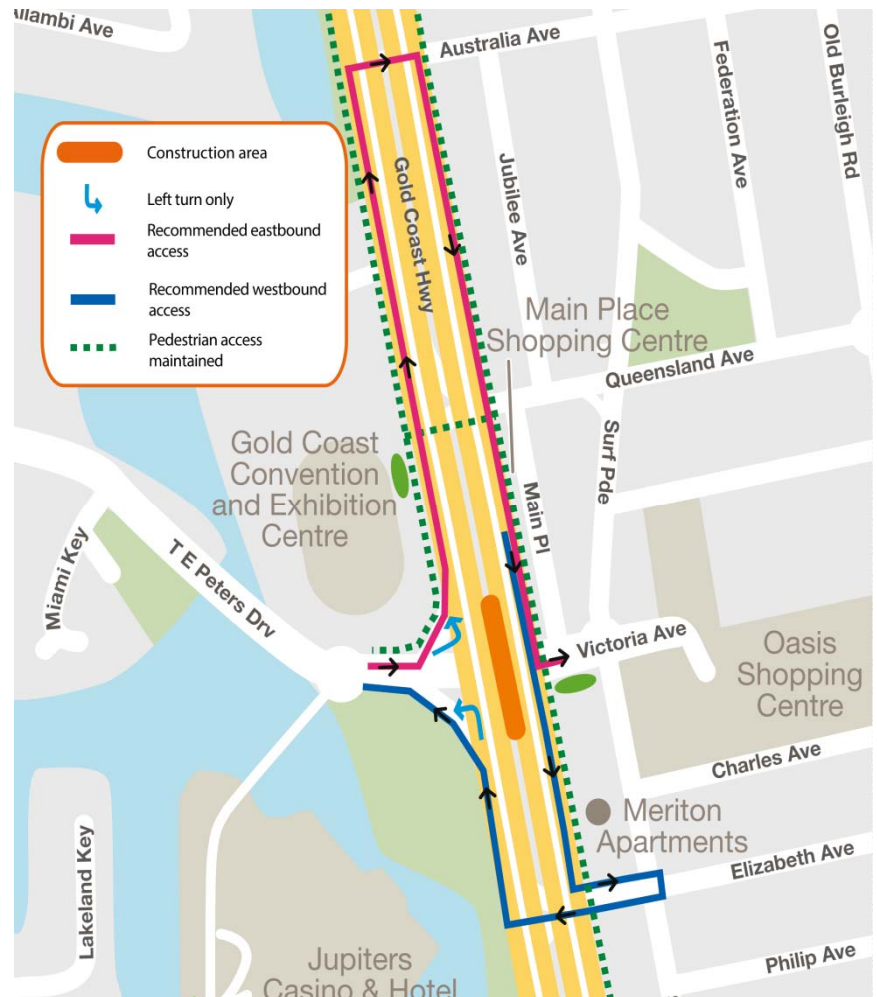 allambi Ave
Australia Ave
Federation Ave
Old Burleigh Rd
Construction area
Left turn only
Recommended eastbound
access
Recommended westbound
access
Pedestrian access
maintained
Gold Coast Hwy
Jubilee Ave
Main Place
Shopping Centre
Queensland Ave
Gold Coast
Convention
and Exhibition
Centre
Surf Pde
Main Pl
Miami Key
T E Peters Drv
Victoria Ave
Oasis
Shopping
Centre
Charles Ave
Meriton
Apartments
Elizabeth Ave
Lakeland Key
Philip Ave
Jupiters
Casino & Hotel